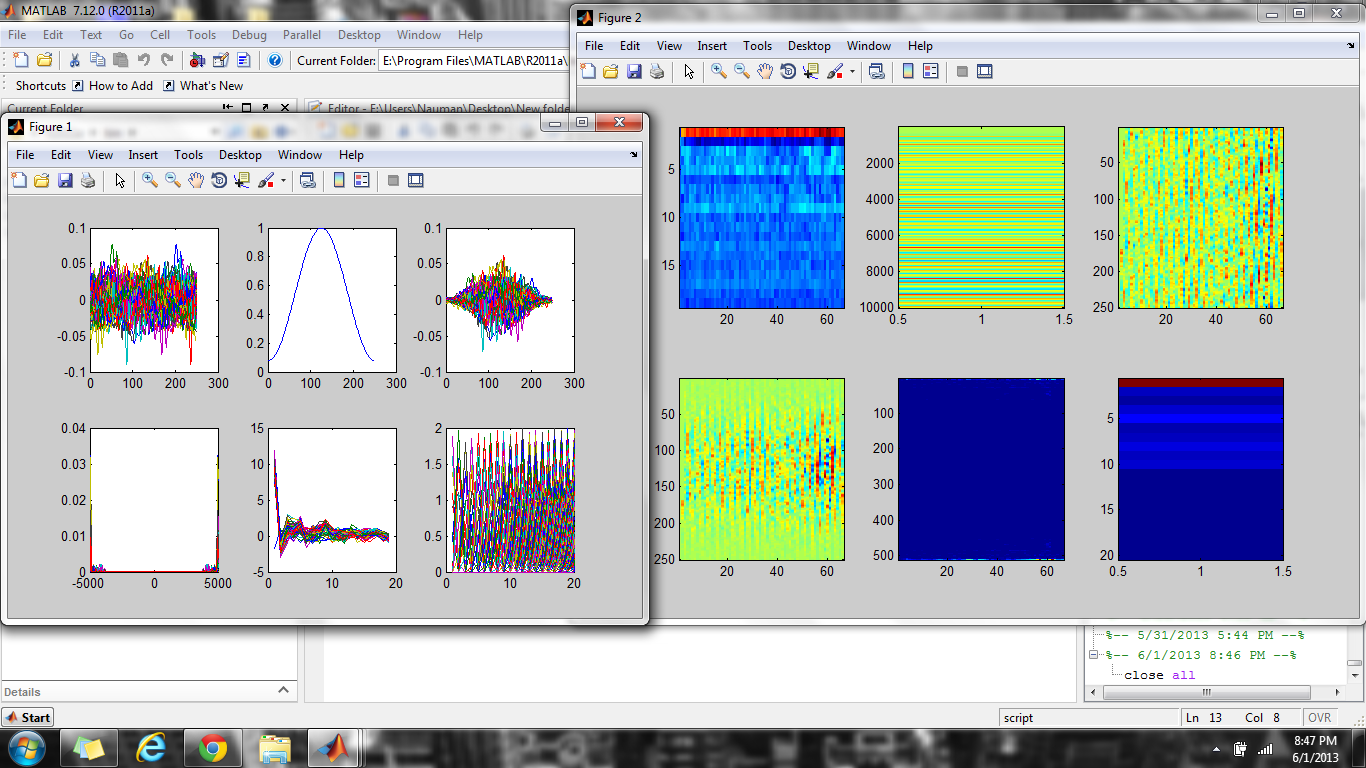 MATLAB 7.12.0 (R2011a)
File Edit Text Go Cell Tools Debug Parallel Desktop Window Help
Current Folder: E:\Program Files\MATLAB\R2011a\
Shortcuts How to Add What's New
Current Folder
Editor - E:\Users\Nauman\Desktop\New folde
Figure 1
File Edit View Insert Tools Desktop Window Help
0.1 0.05 0 -0.05 -0.1
0 100 200 300
1 0.8 0.6 0.4 0.2 0
0 100 200 300
0.1 0.05 0 -0.05 -0.1
0 100 200 300
0.04 0.03 0.02 0.01 0
-5000 0 5000
15 10 5 0 -5
0 10 20
2 1.5 1 0.5 0
0 10 20
Figure 2
File Edit View Insert Tools Desktop Window Help
5 10 15
20 40 60
2000 4000 6000 8000 10000
0.5 1 1.5
50 100 150 200 250
20 40 60
50 100 150 200 250
20 40 60
100 200 300 400 500
20 40 60
5 10 15 20
0.5 1 1.5
%-- 5/31/2013 5:44 PM --%
%-- 6/1/2013 8:46 PM --%
close all
Details
Start
script
Ln 13 Col 8 OVR
8:47 PM
6/1/2013